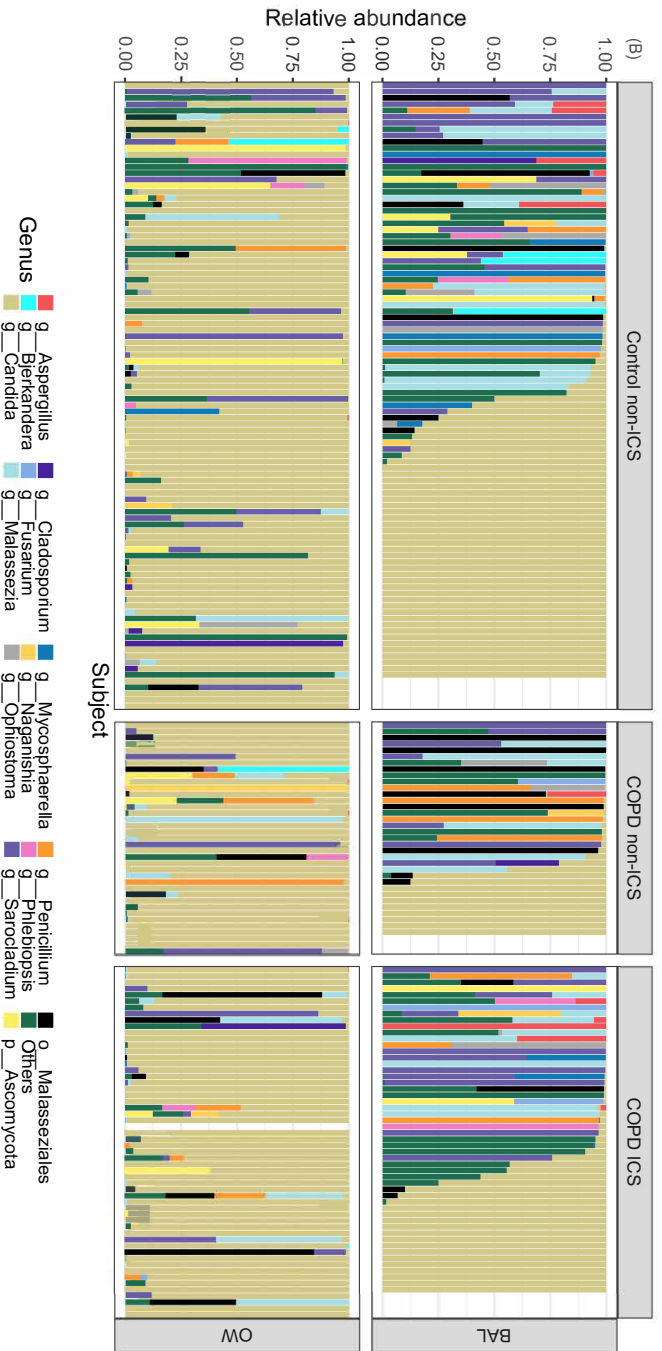 (B)
Control non-ICS
COPD non-ICS
COPD ICS
1.00
0.75
0.50
0.25
0.00
BAL
Relative abundance
1.00
0.75
0.50
0.25
0.00
OW
Subject
Genus
g__Aspergillus
g__Bjerkandera
g__Candida
g__Cladosporium
g__Fusarium
g__Malassezia
g__Mycosphaerella
g__Naganishia
g__Ophiostoma
g__Penicillium
g__Phlebiopsis
g__Sarocladium
o__Malasseziales
Others
p__Ascomycota